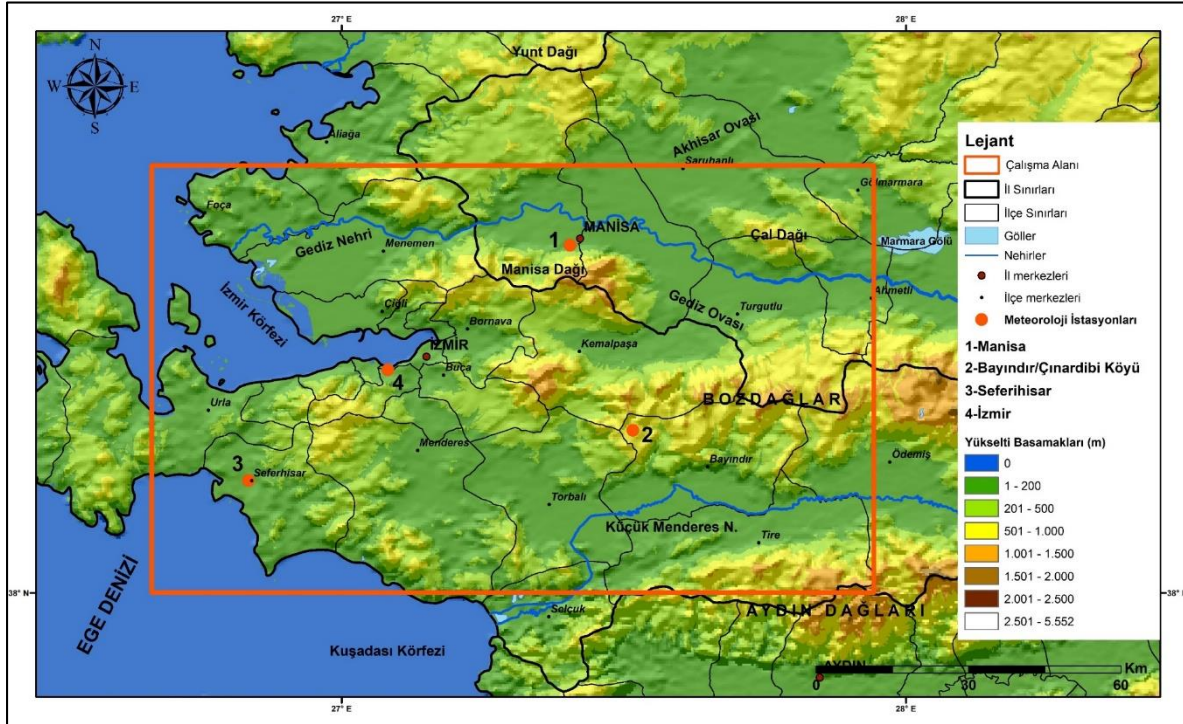 27° E
28° E
N
W
E
S
Yunt Dağı
Aliağa
Akhisar Ovası
Saruhanlı
Gölmarmara
Foça
Gediz Nehri
Menemen
1
MANİSA
Çal Dağı
Marmara Gölü
Manisa Dağı
İzmir Körfezi
Çiğli
Gediz Ovası
Turgutlu
Ahmetli
Bornava
İZMİR
Kemalpaşa
Buca
4
Urla
BOZDAĞLAR
2
Menderes
Bayındır
Ödemiş
3
Seferhisar
Torbalı
Küçük Menderes N.
Tire
EGE DENİZİ
38° N
38° N
AYDIN DAĞLARI
Kuşadası Körfezi
Lejant
Çalışma Alanı
İl Sınırları
İlçe Sınırları
Göller
Nehirler
İl merkezleri
İlçe merkezleri
Meteoroloji İstasyonları
1-Manisa
2-Bayındır/Çınardibi Köyü
3-Seferihisar
4-İzmir
Yükselti Basamakları (m)
0
1 - 200
201 - 500
501 - 1.000
1.001 - 1.500
1.501 - 2.000
2.001 - 2.500
2.501 - 5.552
Km
0 30 60
27° E
28° E